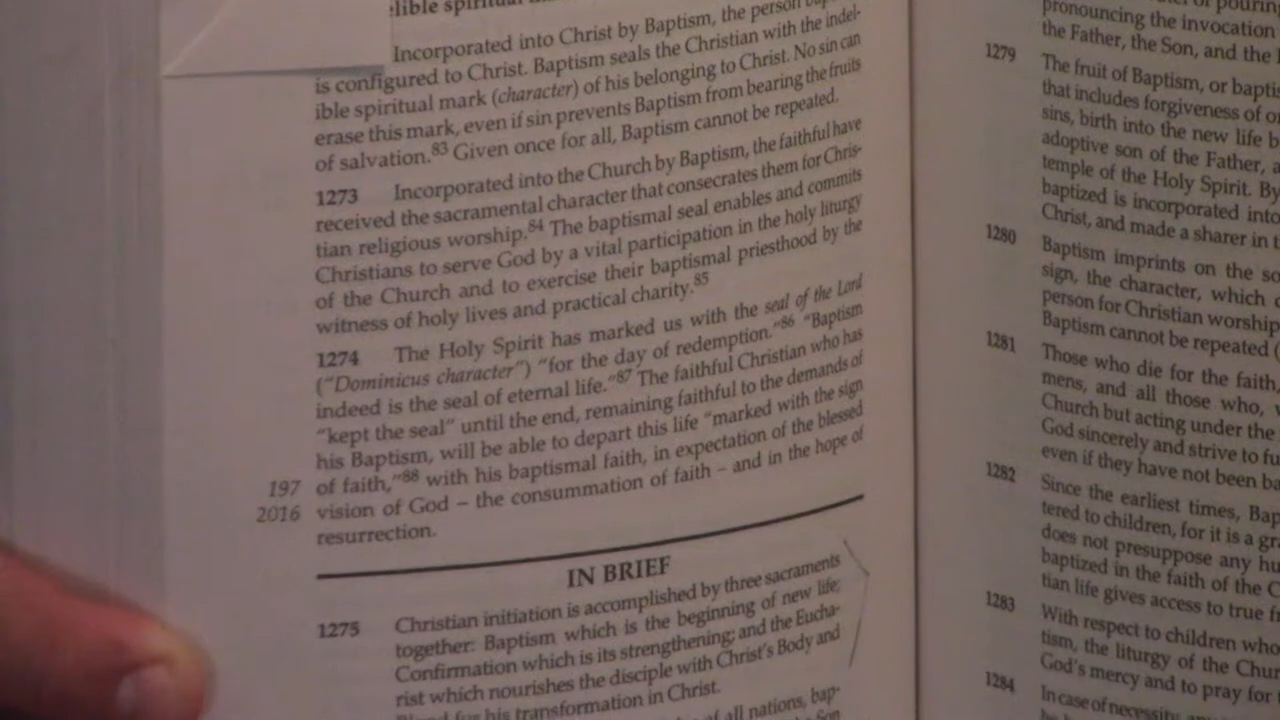 lible spiritual
Incorporated into Christ by Baptism, the person
is configured to Christ. Baptism seals the Christian with the indel-
ible spiritual mark (character) of his belonging to Christ. No sin can
erase this mark, even if sin prevents Baptism from bearing the fruits
of salvation.83 Given once for all, Baptism cannot be repeated.
1273 Incorporated into the Church by Baptism, the faithful have
received the sacramental character that consecrates them for Chris-
tian religious worship.84 The baptismal seal enables and commits
Christians to serve God by a vital participation in the holy liturgy
of the Church and to exercise their baptismal priesthood by the
witness of holy lives and practical charity.85
1274 The Holy Spirit has marked us with the seal of the Lord
("Dominicus character") "for the day of redemption."86 "Baptism
indeed is the seal of eternal life."87 The faithful Christian who has
"kept the seal" until the end, remaining faithful to the demands of
his Baptism, will be able to depart this life "marked with the sign
197 of faith,"88 with his baptismal faith, in expectation of the blessed
2016 vision of God – the consummation of faith – and in the hope of
resurrection.
IN BRIEF
1275 Christian initiation is accomplished by three sacraments
together: Baptism which is the beginning of new life;
Confirmation which is its strengthening; and the Eucha-
rist which nourishes the disciple with Christ's Body and
Blood for his transformation in Christ.
of all nations, bap-
the Son
or pouring
pronouncing the invocation
the Father, the Son, and the
1279 The fruit of Baptism, or baptis
that includes forgiveness of or
sins, birth into the new life b
adoptive son of the Father, a
temple of the Holy Spirit. By
baptized is incorporated into
Christ, and made a sharer in t
1280 Baptism imprints on the so
sign, the character, which c
person for Christian worship
Baptism cannot be repeated (
1281 Those who die for the faith,
mens, and all those who, w
Church but acting under the
God sincerely and strive to fu
even if they have not been ba
1282 Since the earliest times, Bap
tered to children, for it is a gr
does not presuppose any hu
baptized in the faith of the C
tian life gives access to true f
1283 With respect to children who
tism, the liturgy of the Chur
God's mercy and to pray for
1284 In case of necessity, an